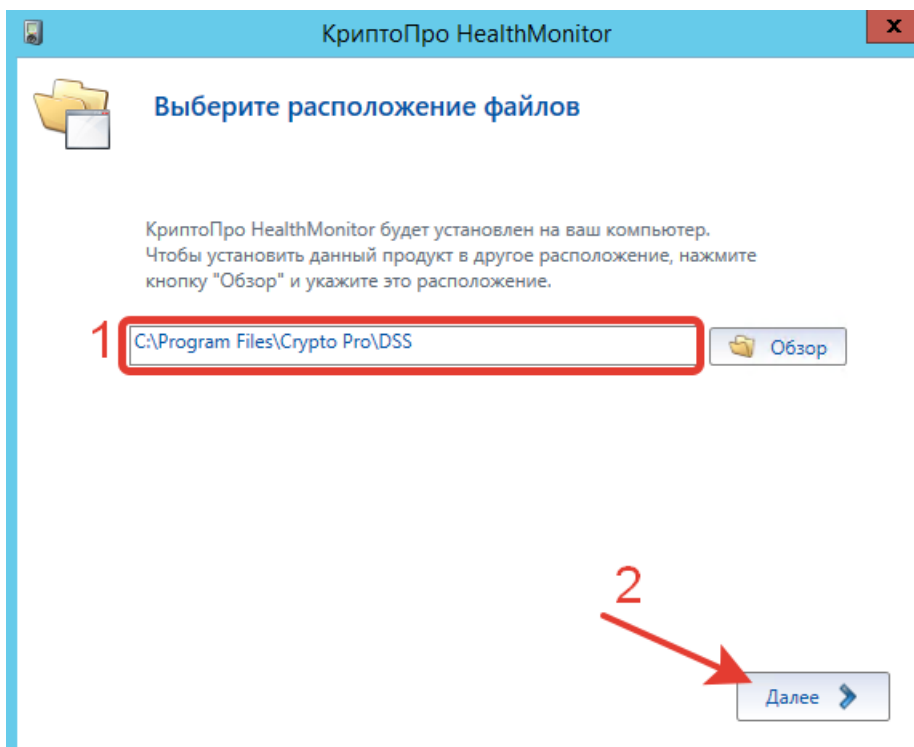 КриптоПро HealthMonitor
x
Выберите расположение файлов
КриптоПро HealthMonitor будет установлен на ваш компьютер.
Чтобы установить данный продукт в другое расположение, нажмите
кнопку "Обзор" и укажите это расположение.
1
C:\Program Files\Crypto Pro\DSS
Обзор
2
Далее